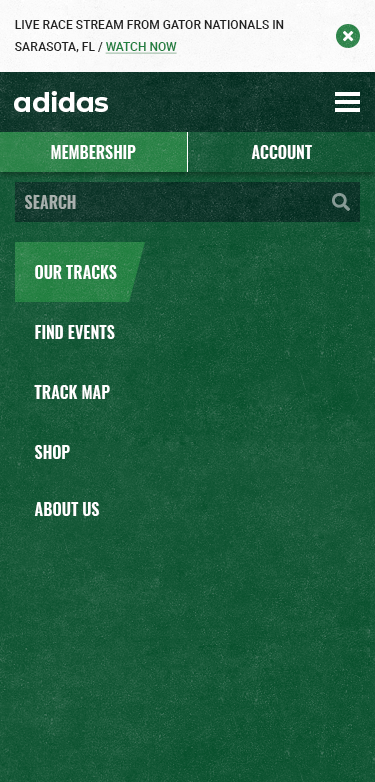 LIVE RACE STREAM FROM GATOR NATIONALS IN
SARASOTA, FL / WATCH NOW
adidas
MEMBERSHIP
ACCOUNT
SEARCH
OUR TRACKS
FIND EVENTS
TRACK MAP
SHOP
ABOUT US